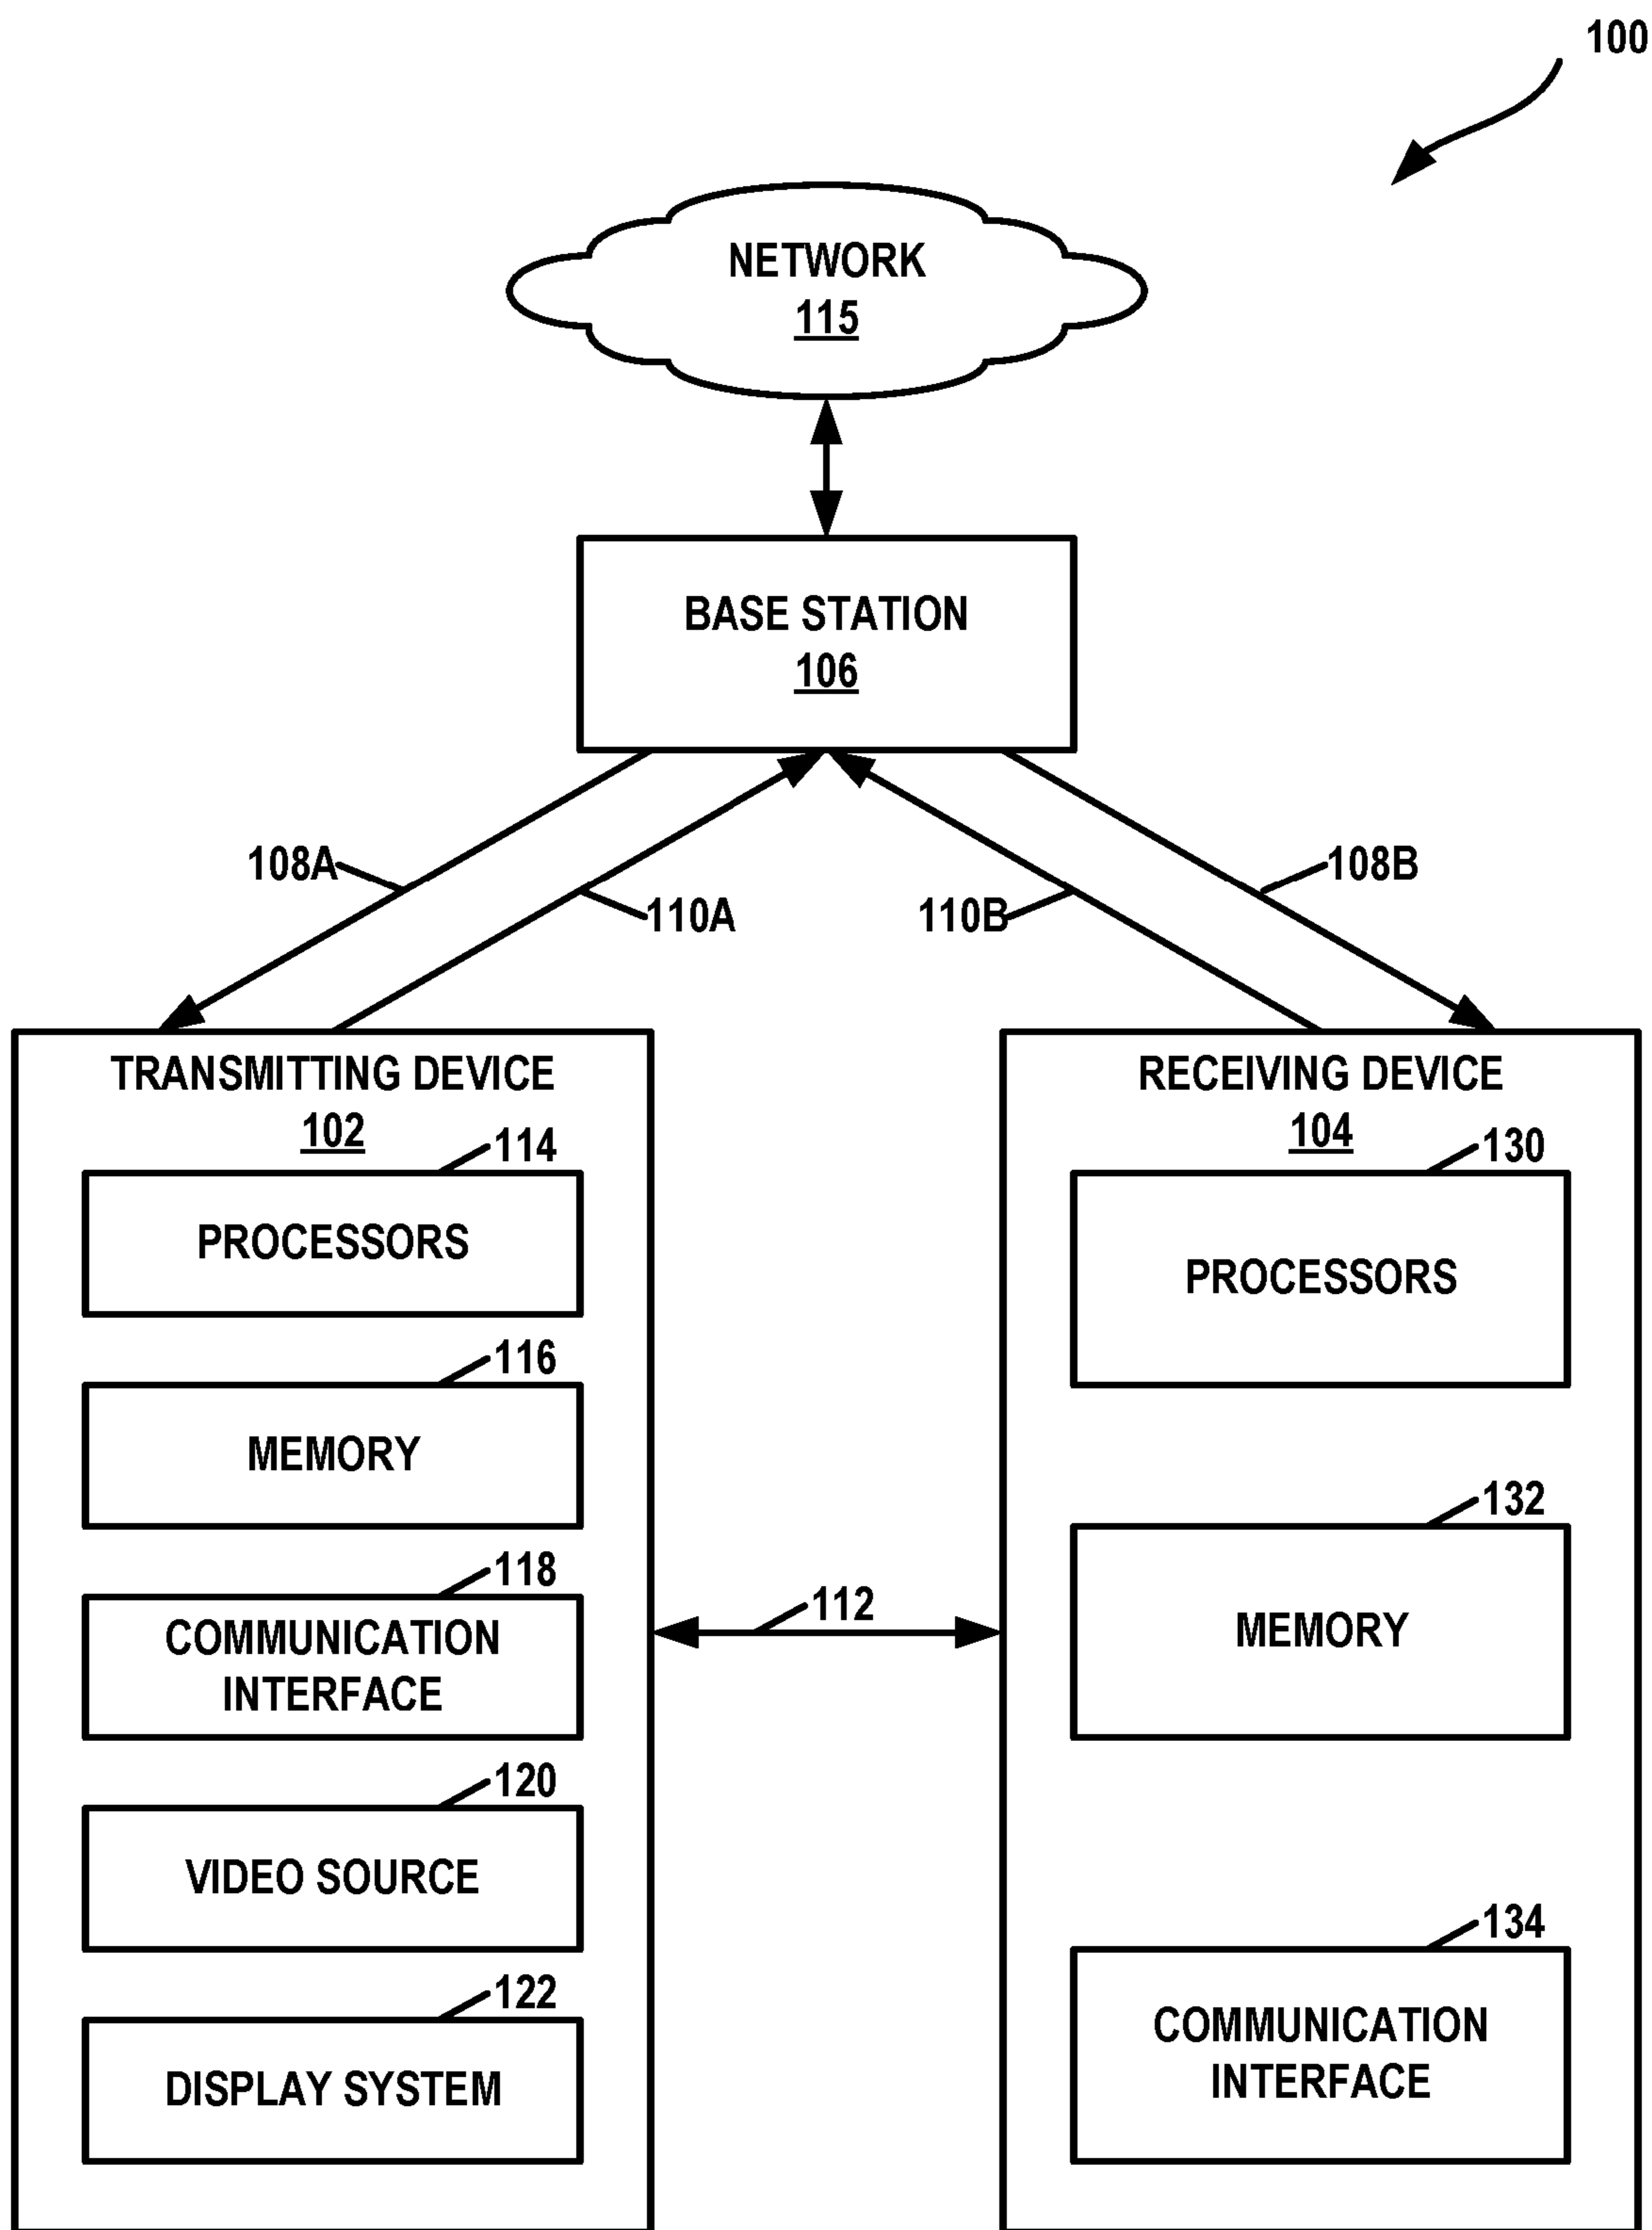 100
NETWORK
115
BASE STATION
106
108A
110A
110B
108B
TRANSMITTING DEVICE
102
114
PROCESSORS
116
MEMORY
118
COMMUNICATION
INTERFACE
120
VIDEO SOURCE
122
DISPLAY SYSTEM
112
RECEIVING DEVICE
104
130
PROCESSORS
132
MEMORY
134
COMMUNICATION
INTERFACE